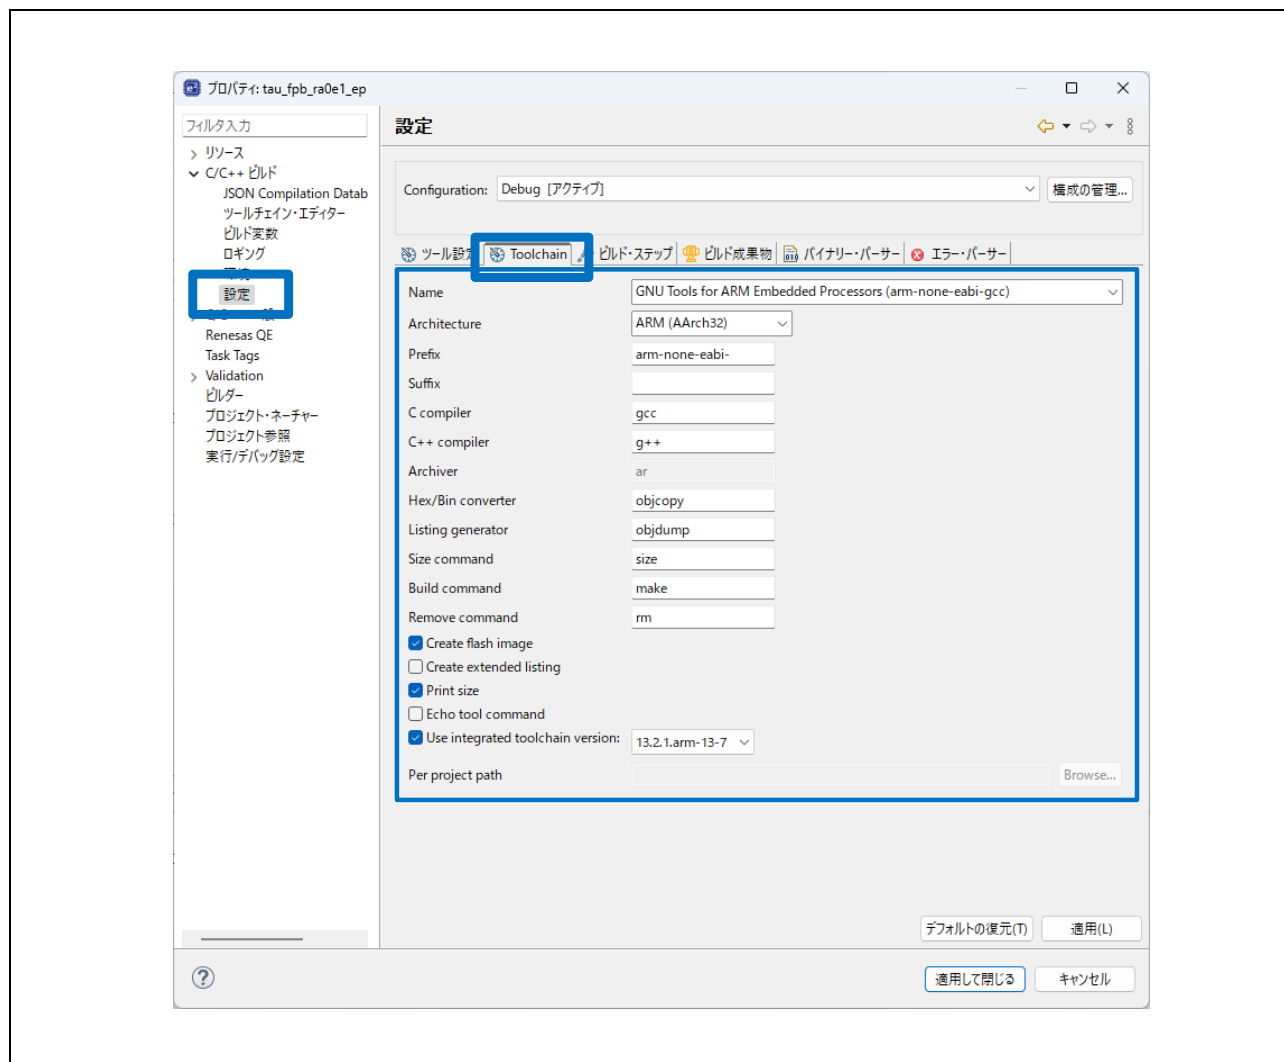 プロパティ: tau_fpb_ra0e1_ep
フィルタ入力
リソース
C/C++ ビルド
JSON Compilation Datab
ツールチェイン・エディター
ビルド変数
ロギング
設定
Renesas QE
Task Tags
Validation
ビルダー
プロジェクト・ネーチャー
プロジェクト参照
実行/デバッグ設定
設定
Configuration: Debug [アクティブ] 構成の管理...
ツール設定 Toolchain ビルド・ステップ ビルド成果物 バイナリー・パーサー エラー・パーサー
Name GNU Tools for ARM Embedded Processors (arm-none-eabi-gcc)
Architecture ARM (AArch32)
Prefix arm-none-eabi-
Suffix
C compiler gcc
C++ compiler g++
Archiver ar
Hex/Bin converter objcopy
Listing generator objdump
Size command size
Build command make
Remove command rm
Create flash image
Create extended listing
Print size
Echo tool command
Use integrated toolchain version: 13.2.1.arm-13-7
Per project path Browse...
デフォルトの復元(T) 適用(L)
適用して閉じる キャンセル